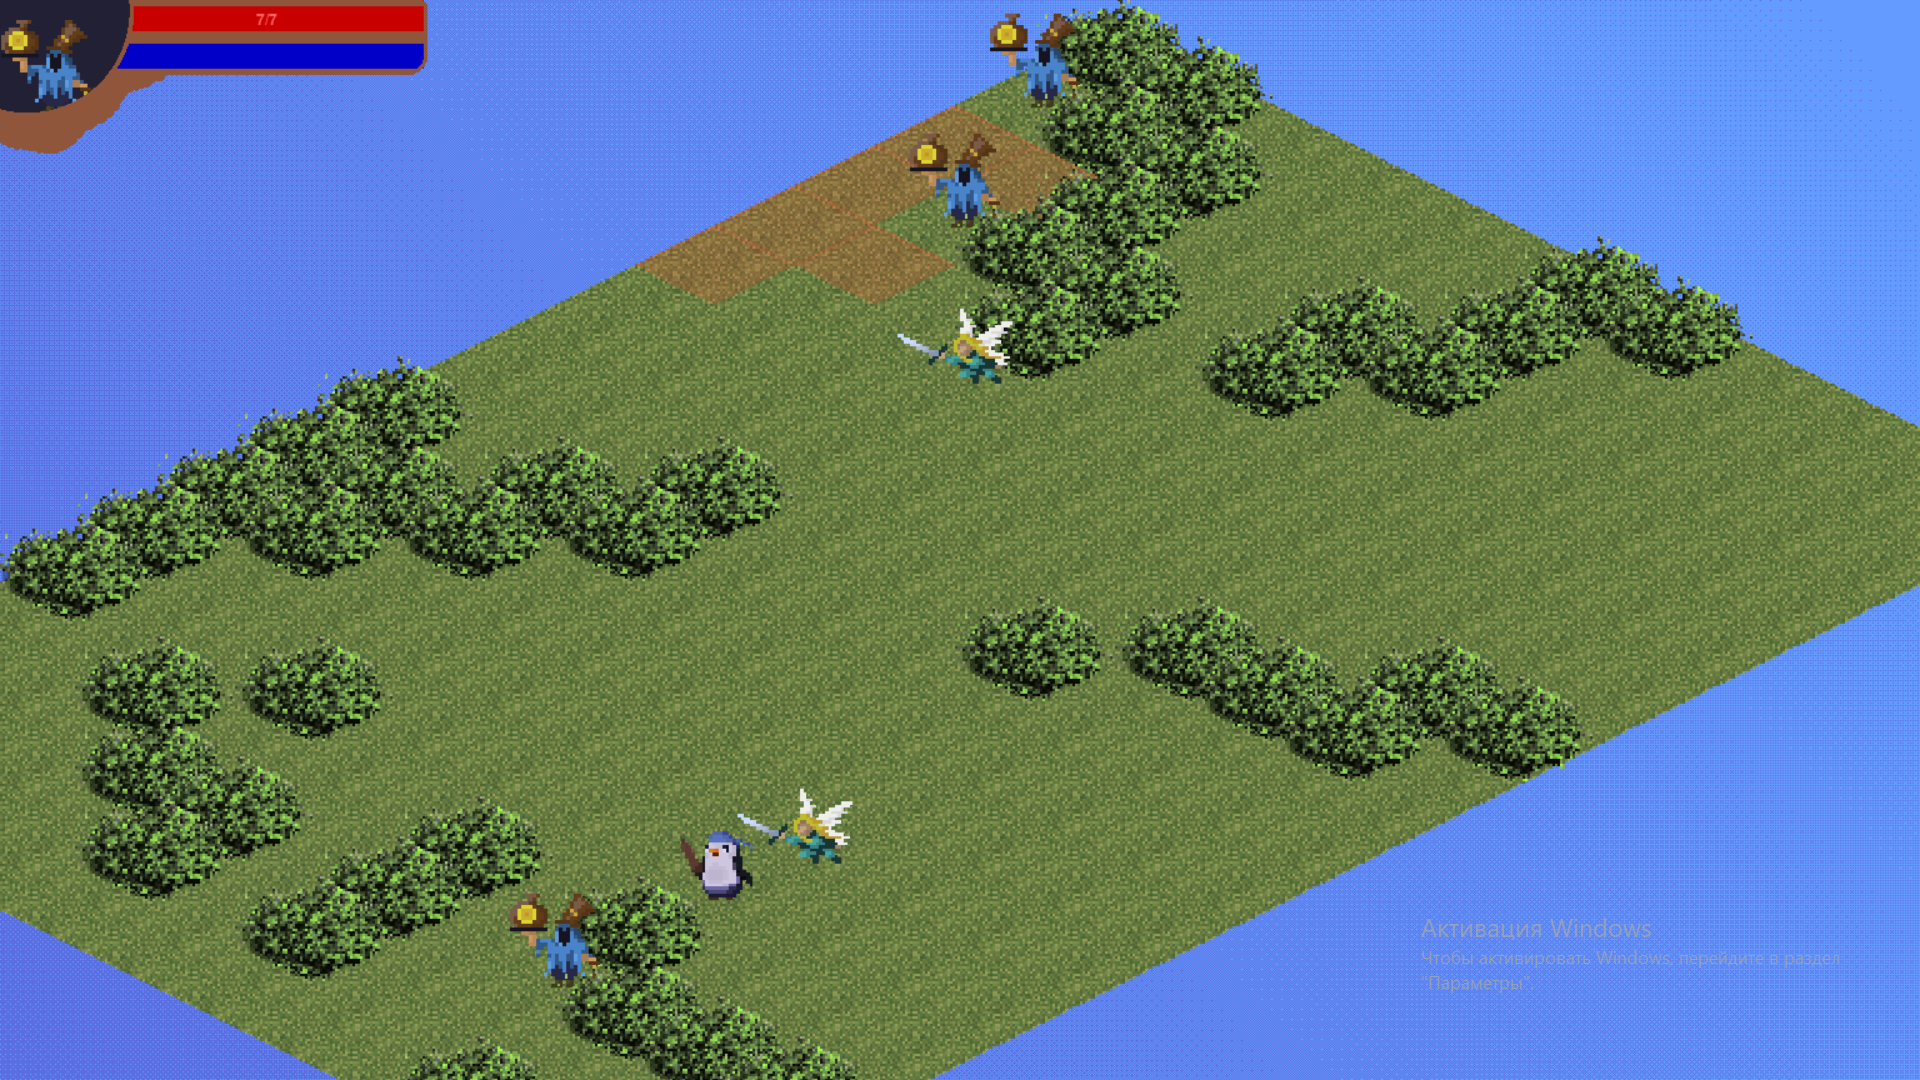 7/7
Активация Windows
Чтобы активировать Windows, перейдите в раздел
"Параметры".